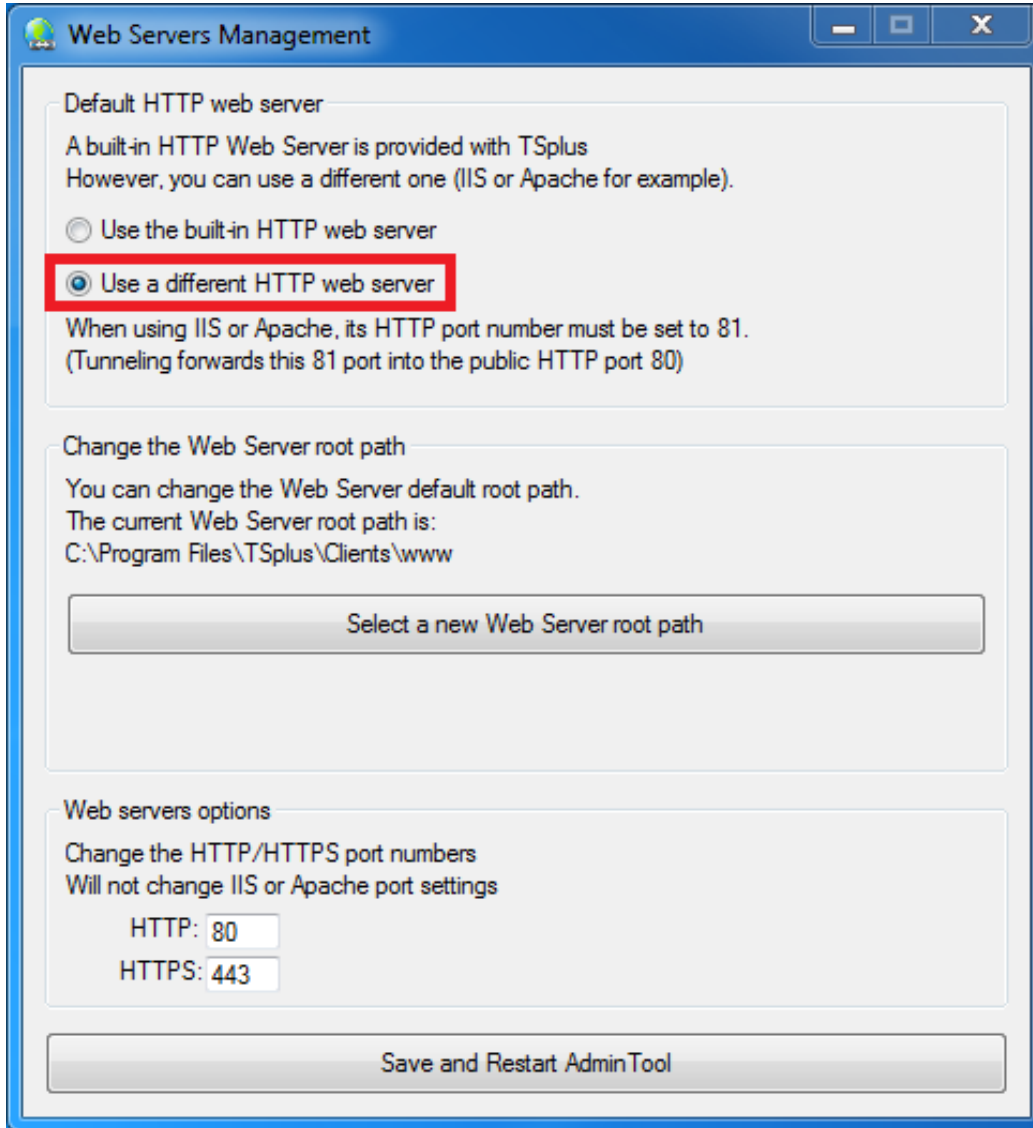 Web Servers Management
Default HTTP web server
A built-in HTTP Web Server is provided with TSplus
However, you can use a different one (IIS or Apache for example).
Use the built-in HTTP web server
Use a different HTTP web server
When using IIS or Apache, its HTTP port number must be set to 81.
(Tunneling forwards this 81 port into the public HTTP port 80)
Change the Web Server root path
You can change the Web Server default root path.
The current Web Server root path is:
C:\Program Files\TSplus\Clients\www
Select a new Web Server root path
Web servers options
Change the HTTP/HTTPS port numbers
Will not change IIS or Apache port settings
HTTP: 80
HTTPS: 443
Save and Restart AdminTool